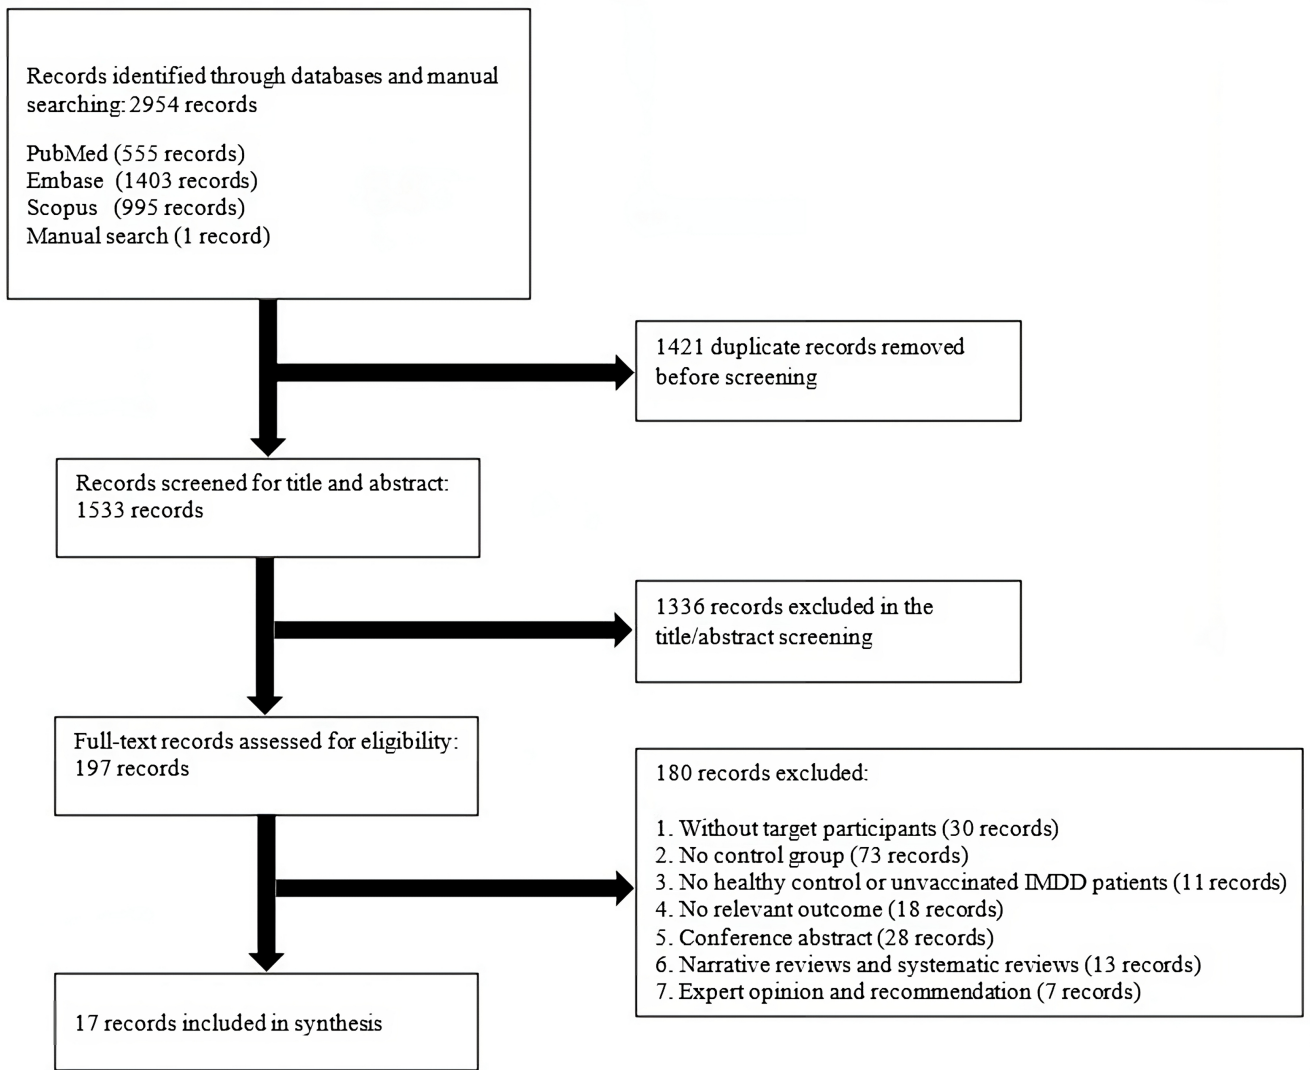 Records identified through databases and manual
searching: 2954 records
PubMed (555 records)
Embase (1403 records)
Scopus (995 records)
Manual search (1 record)
1421 duplicate records removed
before screening
Records screened for title and abstract:
1533 records
1336 records excluded in the
title/abstract screening
Full-text records assessed for eligibility:
197 records
180 records excluded:
1. Without target participants (30 records)
2. No control group (73 records)
3. No healthy control or unvaccinated IMDD patients (11 records)
4. No relevant outcome (18 records)
5. Conference abstract (28 records)
6. Narrative reviews and systematic reviews (13 records)
7. Expert opinion and recommendation (7 records)
17 records included in synthesis